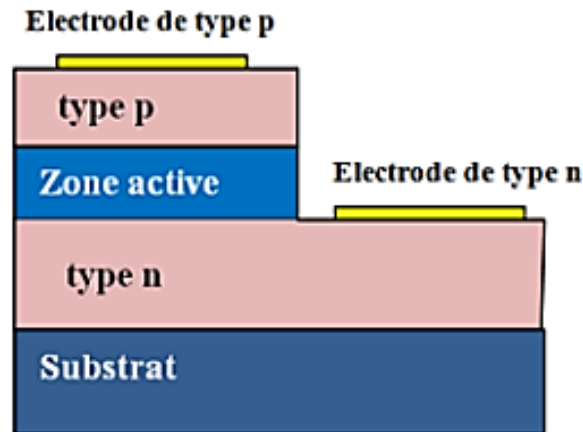 Electrode de type p
type p
Zone active
Electrode de type n
type n
Substrat